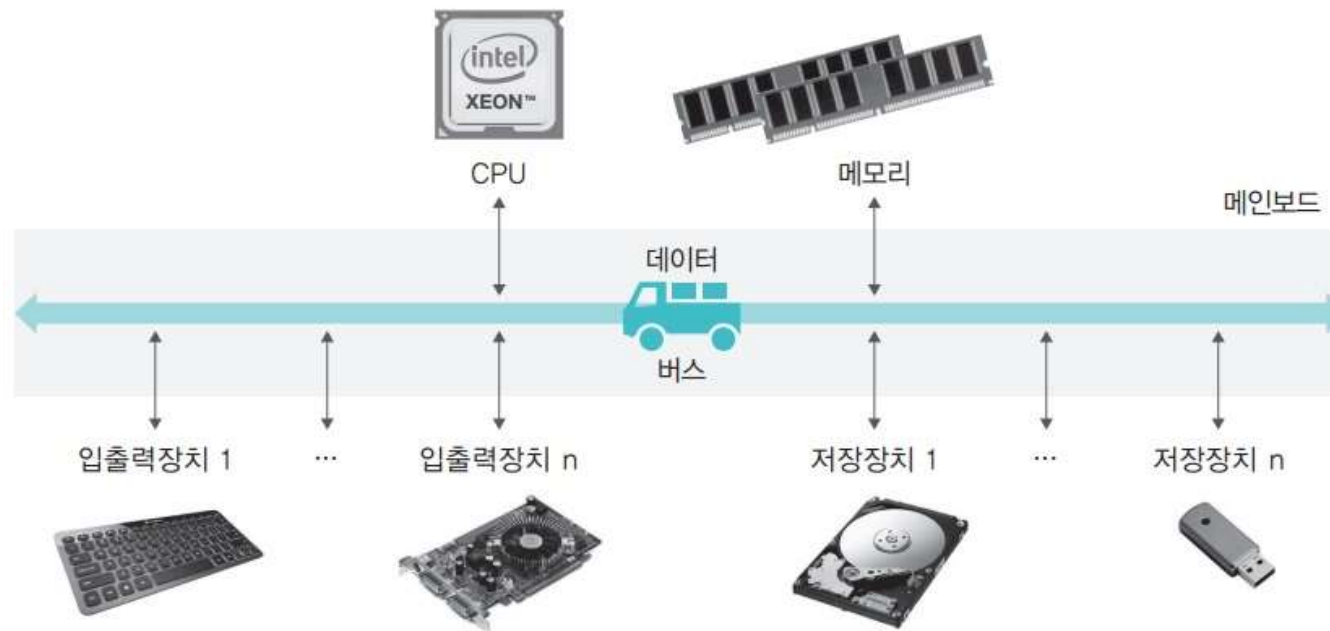 intel
XEON™
CPU
메모리
메인보드
데이터
버스
입출력장치 1 … 입출력장치 n 저장장치 1 … 저장장치 n